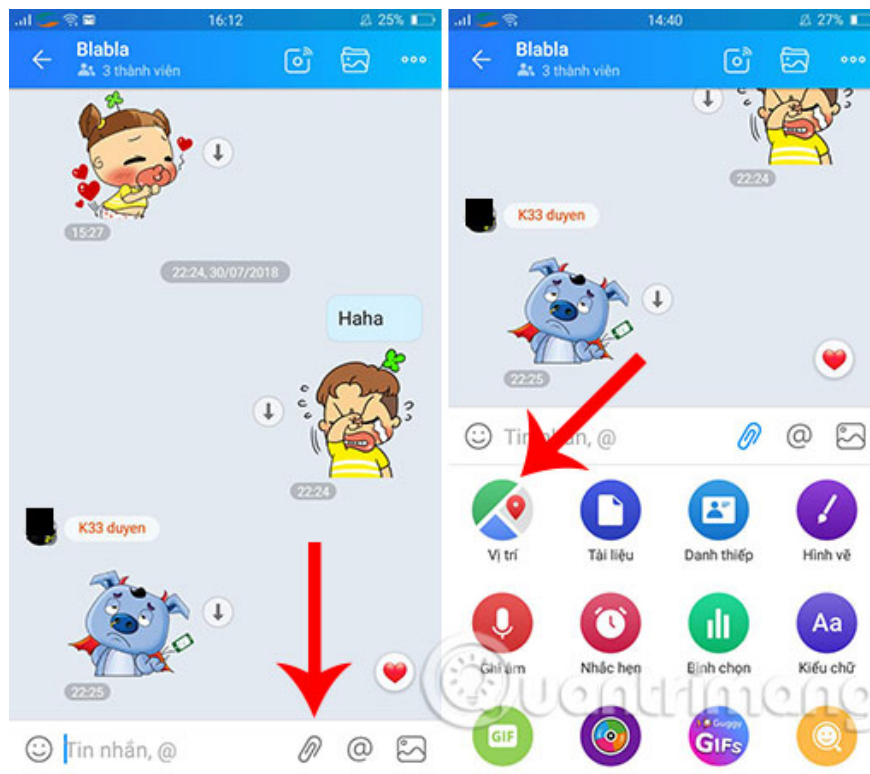 16:12
25%
Blabla
3 thành viên
15:27
22:24, 30/07/2018
Haha
22:24
K33 duyen
22:25
Tin nhắn, @
14:40
27%
Blabla
3 thành viên
22:24
K33 duyen
22:25
Tin nhắn, @
Vị trí
Tài liệu
Danh thiếp
Hình vẽ
Aa
Ghi âm
Nhắc hẹn
Bình chọn
Kiểu chữ
GIF
Guggy
GIFs
Quantrimang